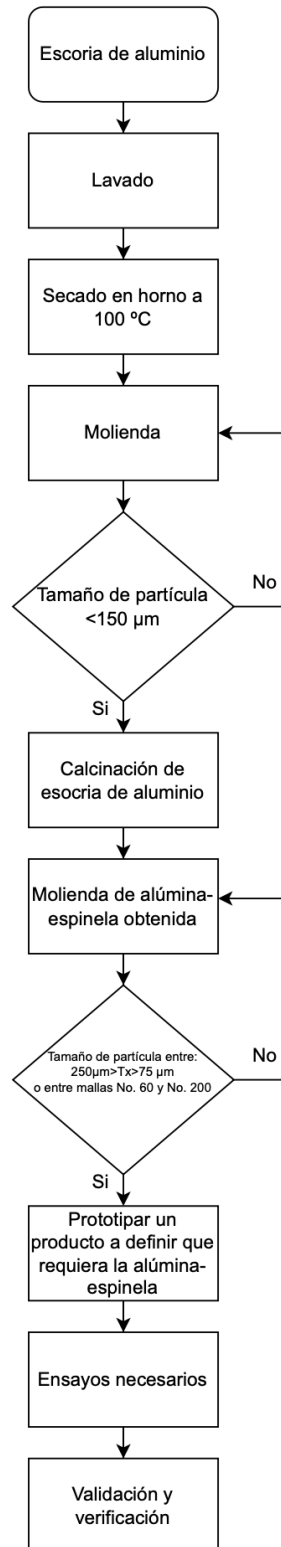 Escoria de aluminio
Lavado
Secado en horno a
100 ºC
Molienda
Tamaño de partícula
<150 µm
No
Si
Calcinación de
esocria de aluminio
Molienda de alúmina-
espinela obtenida
Tamaño de partícula entre:
250µm>Tx>75 µm
o entre mallas No. 60 y No. 200
No
Si
Prototipar un
producto a definir que
requiera la alúmina-
espinela
Ensayos necesarios
Validación y
verificación